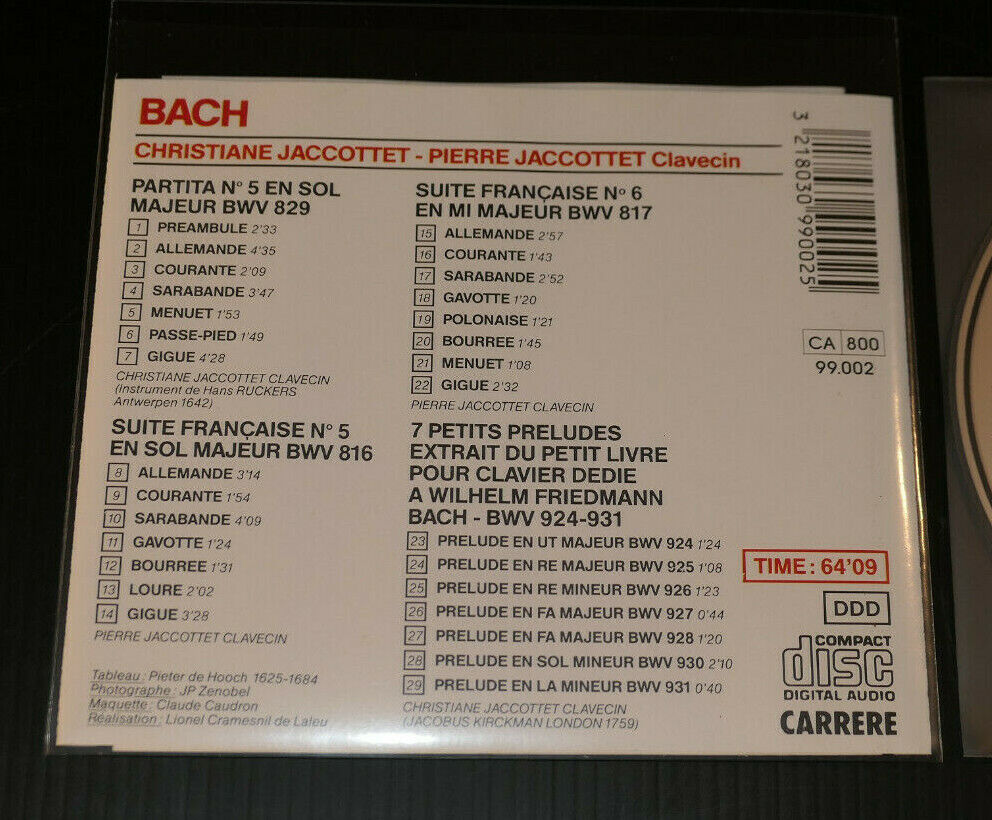 BACH
CHRISTIANE JACCOTTET - PIERRE JACCOTTET Clavecin
PARTITA N° 5 EN SOL
MAJEUR BWV 829
1 PREAMBULE 2'33
2 ALLEMANDE 4'35
3 COURANTE 2'09
4 SARABANDE 3'47
5 MENUET 1'53
6 PASSE-PIED 1'49
7 GIGUE 4'28
CHRISTIANE JACCOTTET CLAVECIN
(Instrument de Hans RUCKERS
Antwerpen 1642)
SUITE FRANÇAISE N° 5
EN SOL MAJEUR BWV 816
8 ALLEMANDE 3'14
9 COURANTE 1'54
10 SARABANDE 4'09
11 GAVOTTE 1'24
12 BOURREE 1'31
13 LOURE 2'02
14 GIGUE 3'28
PIERRE JACCOTTET CLAVECIN
Tableau : Pieter de Hooch 1625-1684
Photographe : JP Zenobel
Maquette : Claude Caudron
Réalisation : Lionel Cramesnil de Laleu
SUITE FRANÇAISE N° 6
EN MI MAJEUR BWV 817
15 ALLEMANDE 2'57
16 COURANTE 1'43
17 SARABANDE 2'52
18 GAVOTTE 1'20
19 POLONAISE 1'21
20 BOURREE 1'45
21 MENUET 1'08
22 GIGUE 2'32
PIERRE JACCOTTET CLAVECIN
7 PETITS PRELUDES
EXTRAIT DU PETIT LIVRE
POUR CLAVIER DEDIE
A WILHELM FRIEDMANN
BACH - BWV 924-931
23 PRELUDE EN UT MAJEUR BWV 924 1'24
24 PRELUDE EN RE MAJEUR BWV 925 1'08
25 PRELUDE EN RE MINEUR BWV 926 1'23
26 PRELUDE EN FA MAJEUR BWV 927 0'44
27 PRELUDE EN FA MAJEUR BWV 928 1'20
28 PRELUDE EN SOL MINEUR BWV 930 2'10
29 PRELUDE EN LA MINEUR BWV 931 0'40
CHRISTIANE JACCOTTET CLAVECIN
(JACOBUS KIRCKMAN LONDON 1759)
3 218030 990025
CA 800
99.002
TIME : 64'09
DDD
COMPACT
disc
DIGITAL AUDIO
CARRERE